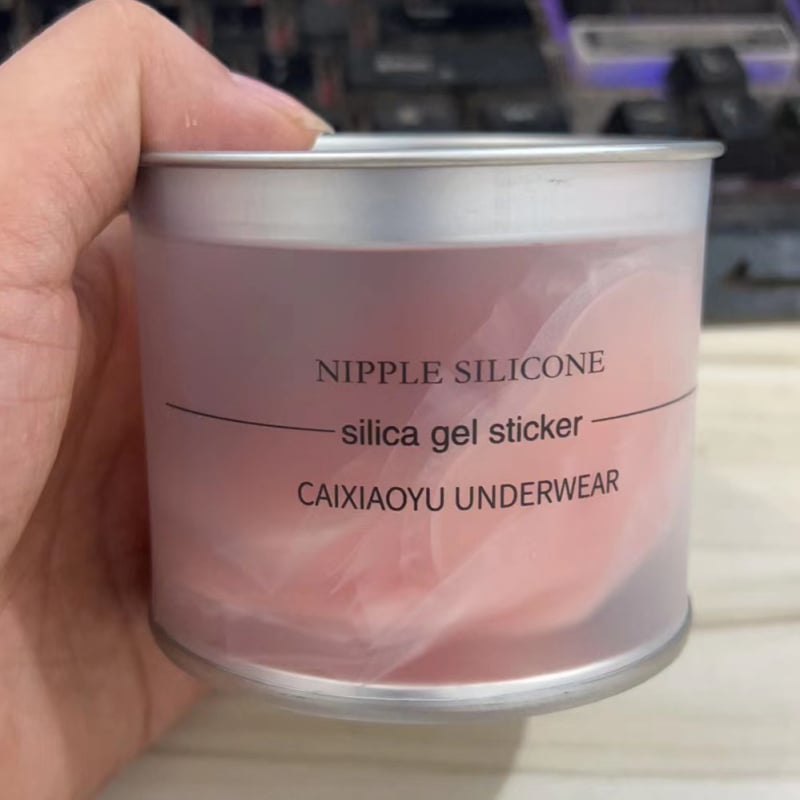 NIPPLE SILICONE
silica gel sticker
CAIXIAOYU UNDERWEAR